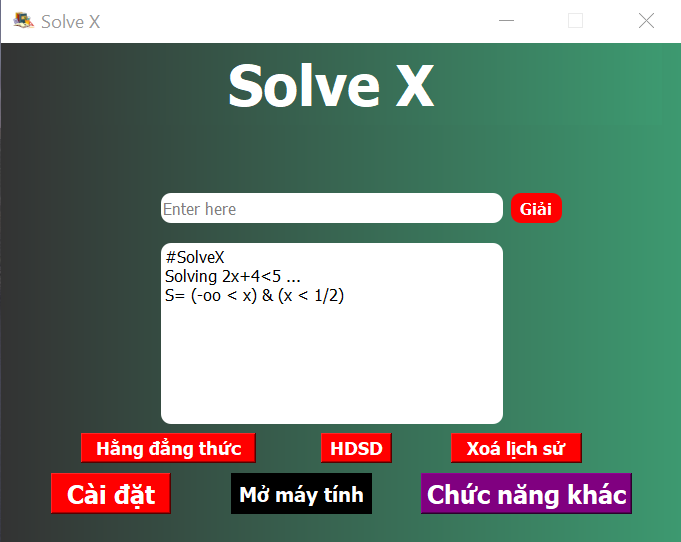 Solve X
Solve X
Enter here
Giải
#SolveX
Solving 2x+4<5 ...
S= (-oo < x) & (x < 1/2)
Hằng đẳng thức
HDSD
Xoá lịch sử
Cài đặt
Mở máy tính
Chức năng khác